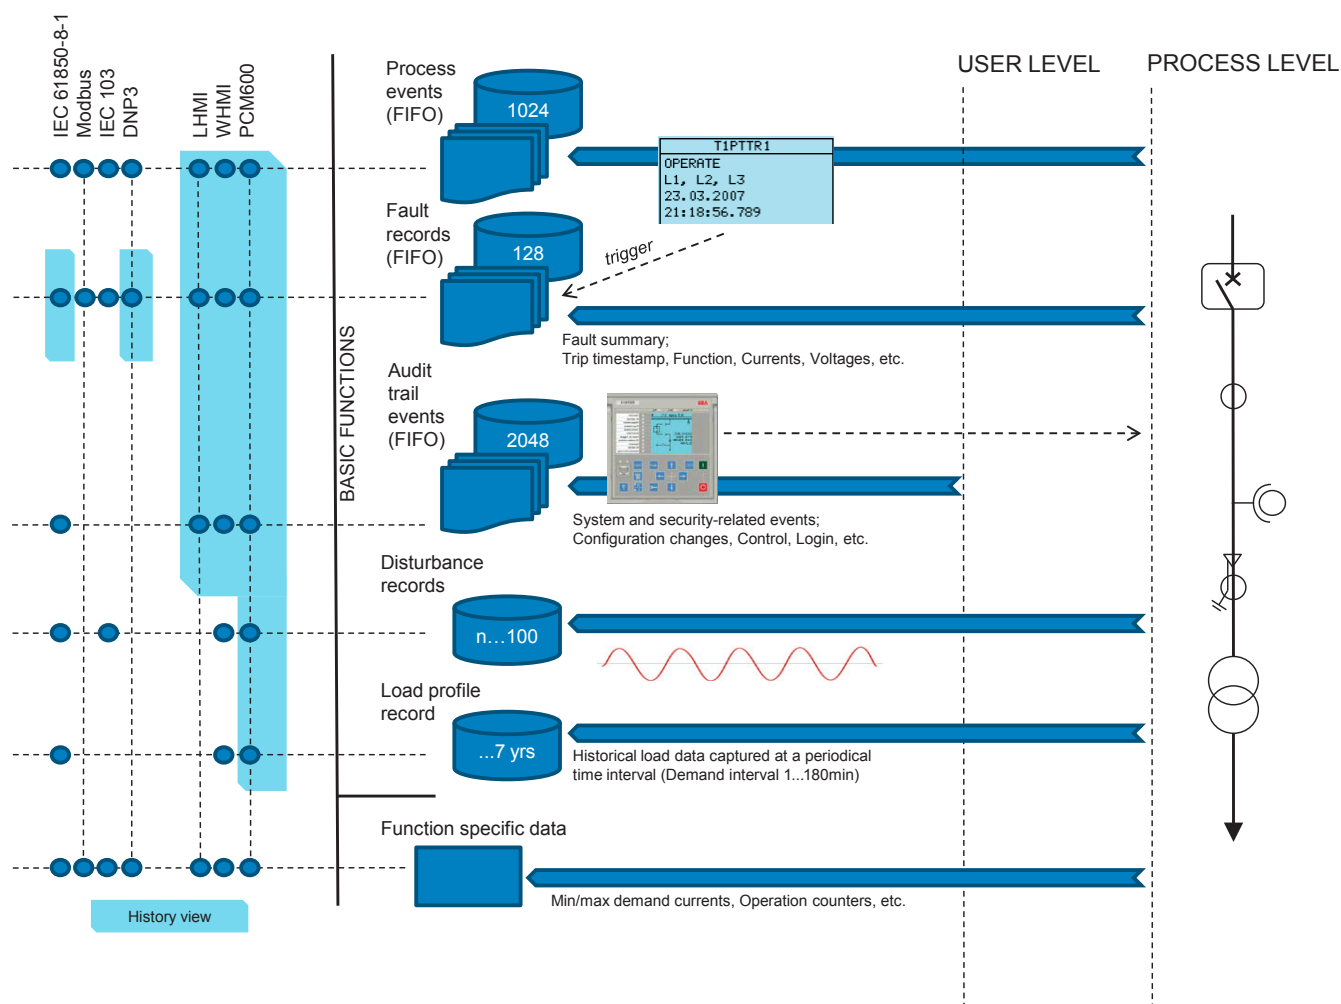 IEC 61850-8-1
Modbus
IEC 103
DNP3
LHMI
WHMI
PCM600
BASIC FUNCTIONS
USER LEVEL
PROCESS LEVEL
Process
events
(FIFO)
1024
T1PTTR1
OPERATE
L1, L2, L3
23.03.2007
21:18:56.789
Fault
records
(FIFO)
128
trigger
Fault summary;
Trip timestamp, Function, Currents, Voltages, etc.
Audit
trail
events
(FIFO)
2048
ABB
System and security-related events;
Configuration changes, Control, Login, etc.
Disturbance
records
n...100
Load profile
record
...7 yrs
Historical load data captured at a periodical
time interval (Demand interval 1...180min)
Function specific data
Min/max demand currents, Operation counters, etc.
History view